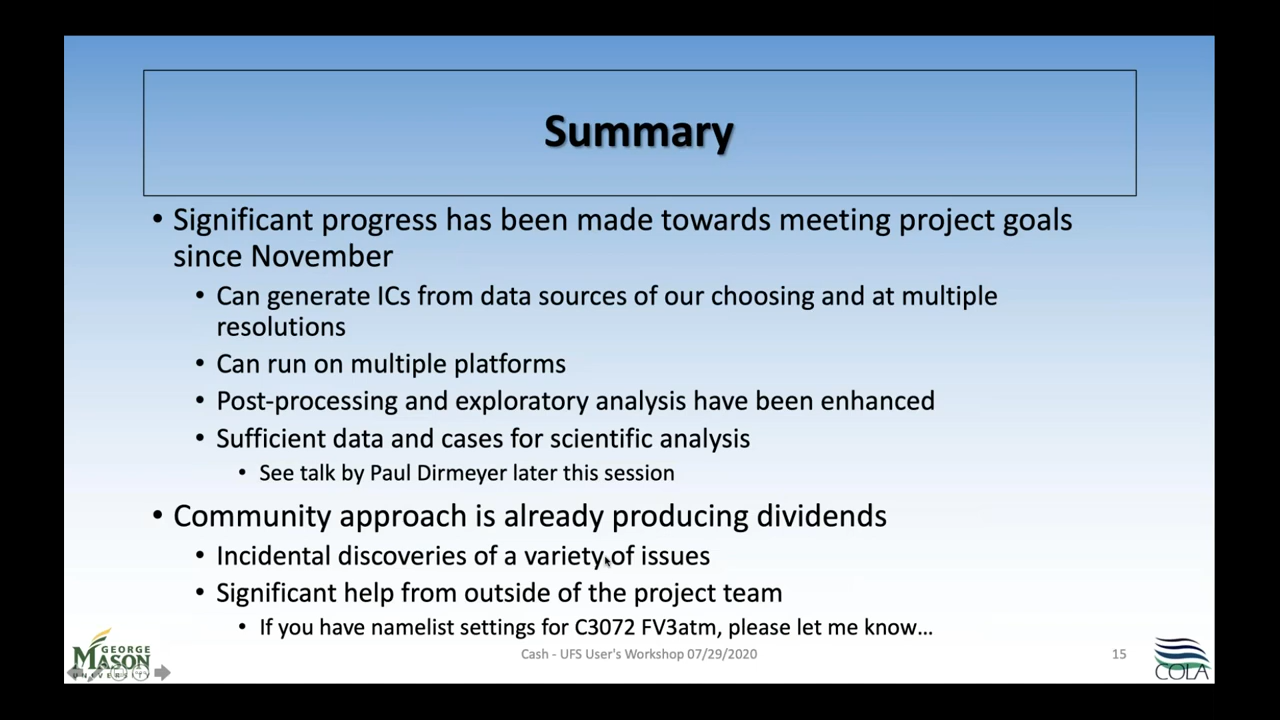 Summary
• Significant progress has been made towards meeting project goals
since November
• Can generate ICs from data sources of our choosing and at multiple
resolutions
• Can run on multiple platforms
• Post-processing and exploratory analysis have been enhanced
• Sufficient data and cases for scientific analysis
• See talk by Paul Dirmeyer later this session
• Community approach is already producing dividends
• Incidental discoveries of a variety of issues
• Significant help from outside of the project team
• If you have namelist settings for C3072 FV3atm, please let me know...
GEORGE
MASON
UNIVERSITY
Cash - UFS User's Workshop 07/29/2020
15
COLA